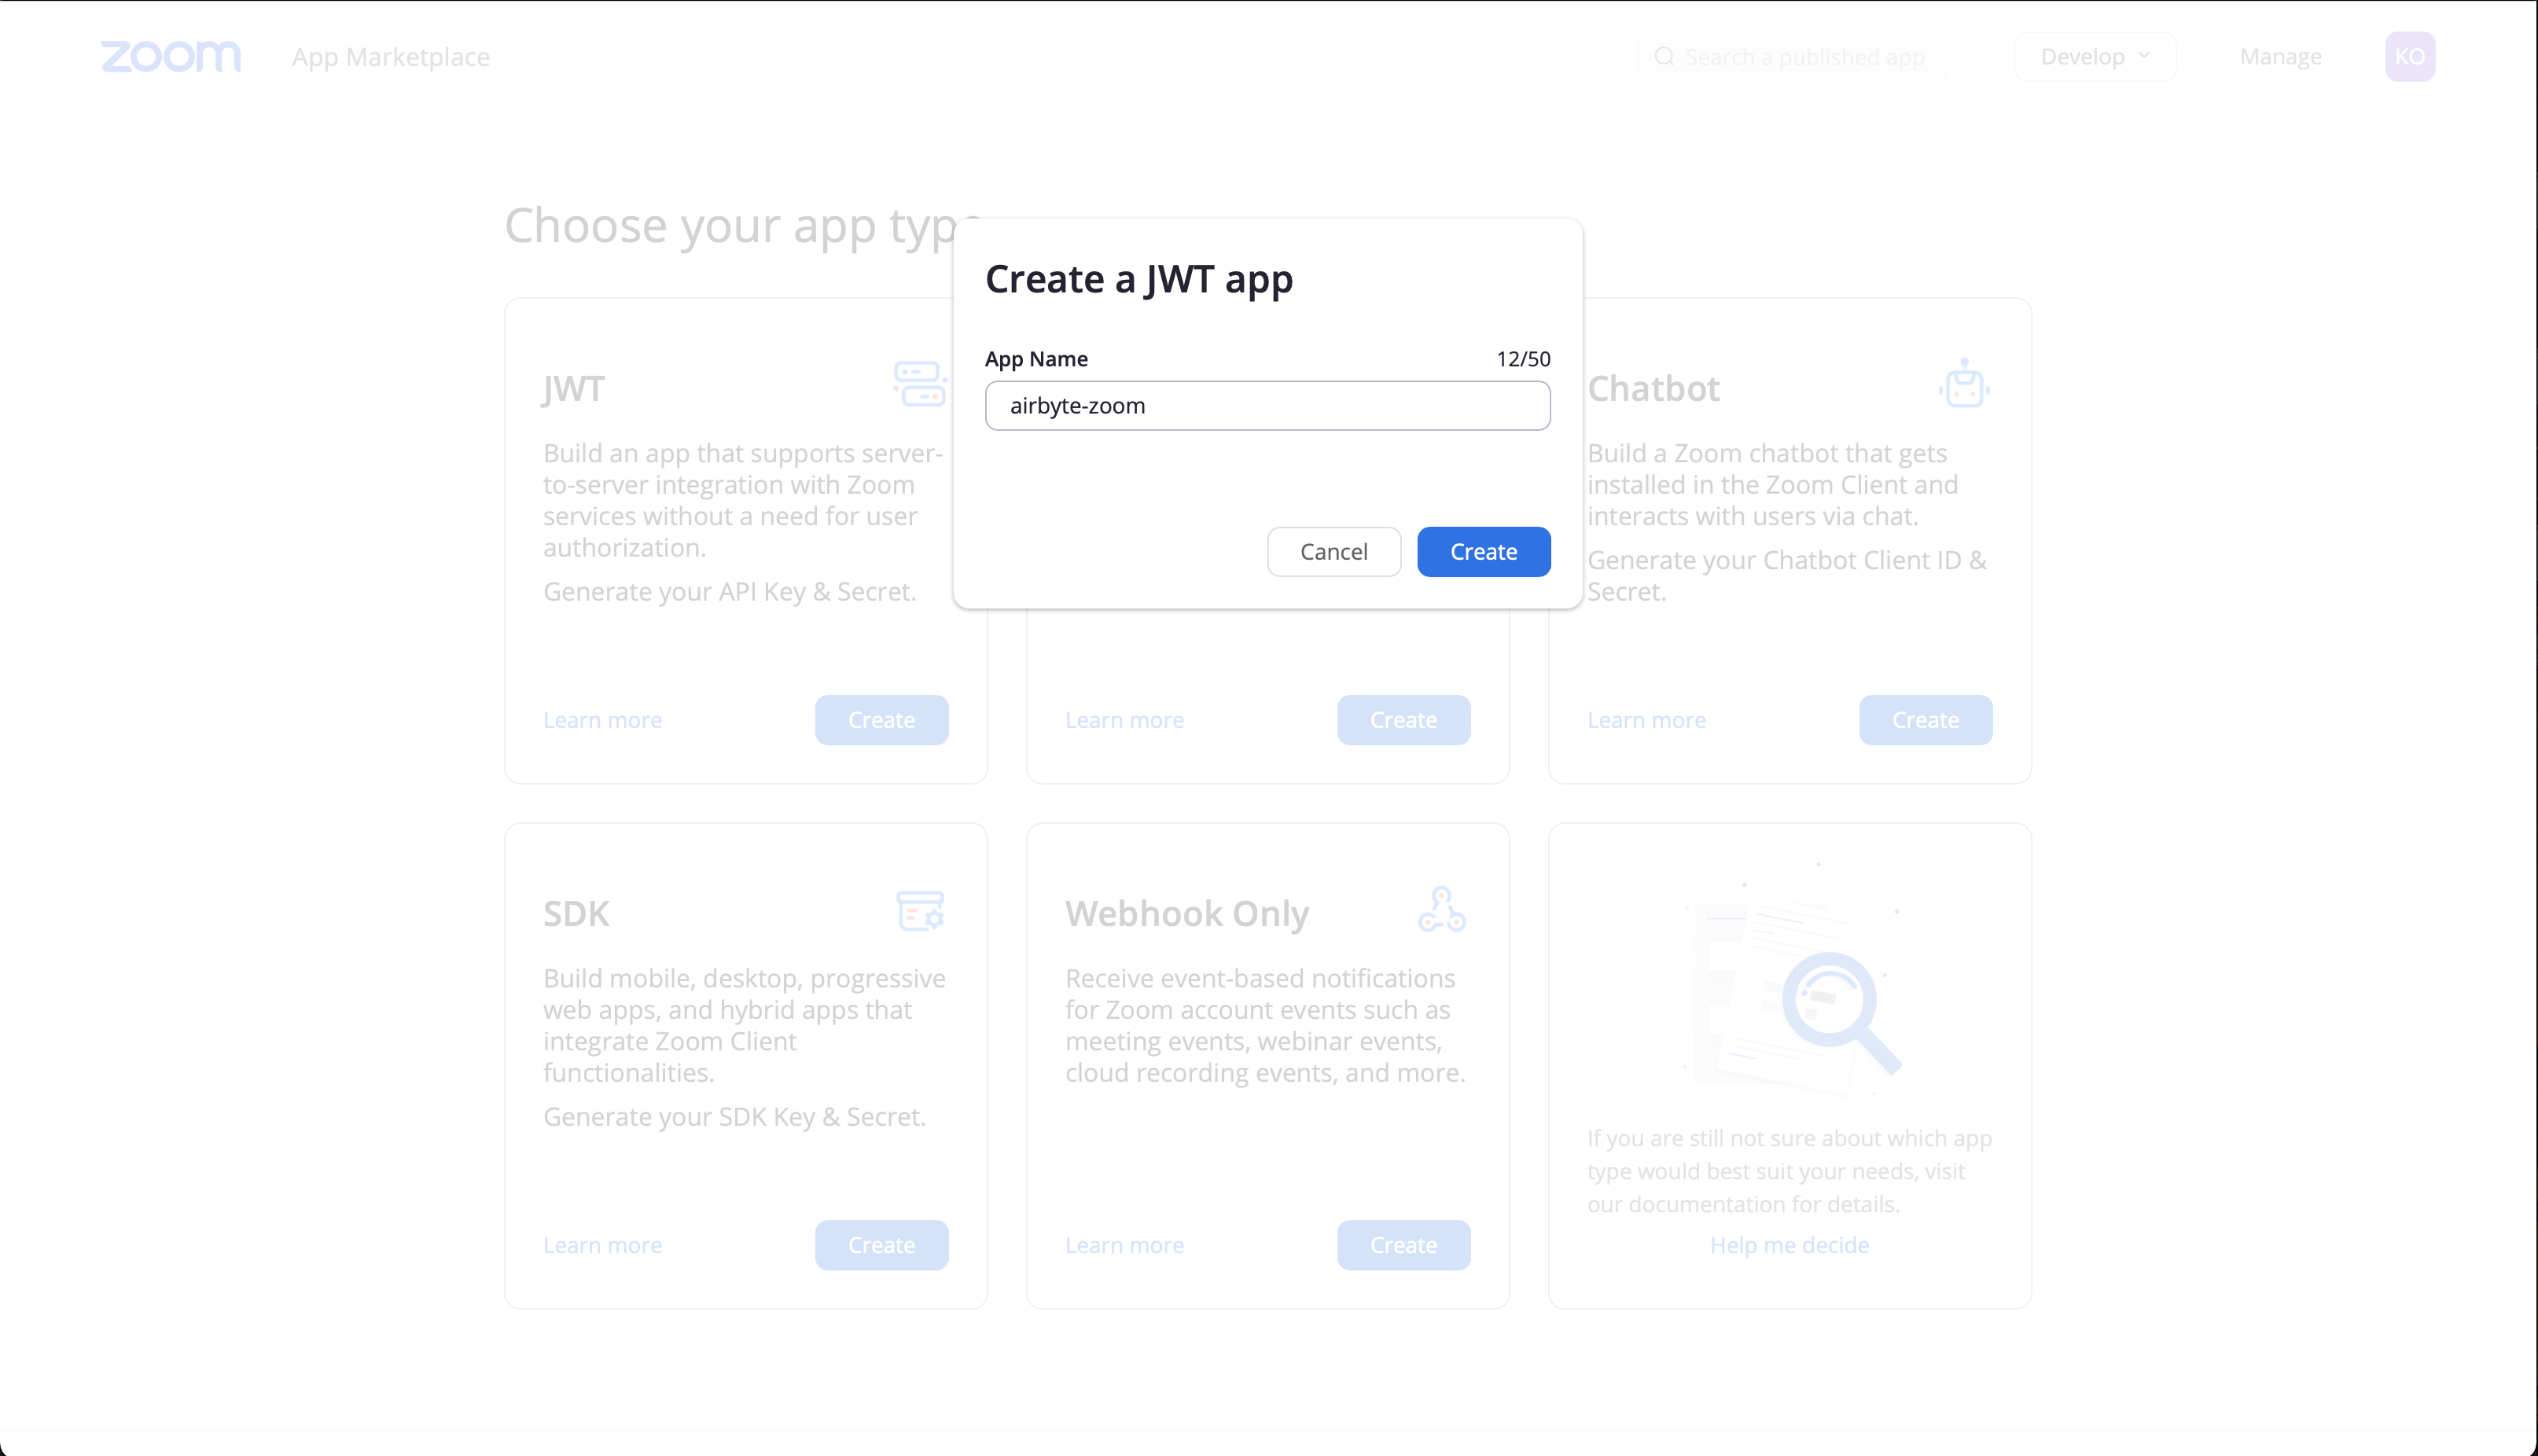 zoom
App Marketplace
Search a published app
Develop
Manage
KO
Choose your app type
Create a JWT app
App Name
12/50
airbyte-zoom
Cancel
Create
JWT
Build an app that supports server-
to-server integration with Zoom
services without a need for user
authorization.
Generate your API Key & Secret.
Learn more
Create
Learn more
Create
Chatbot
Build a Zoom chatbot that gets
installed in the Zoom Client and
interacts with users via chat.
Generate your Chatbot Client ID &
Secret.
Learn more
Create
SDK
Build mobile, desktop, progressive
web apps, and hybrid apps that
integrate Zoom Client
functionalities.
Generate your SDK Key & Secret.
Learn more
Create
Webhook Only
Receive event-based notifications
for Zoom account events such as
meeting events, webinar events,
cloud recording events, and more.
Learn more
Create
If you are still not sure about which app
type would best suit your needs, visit
our documentation for details.
Help me decide